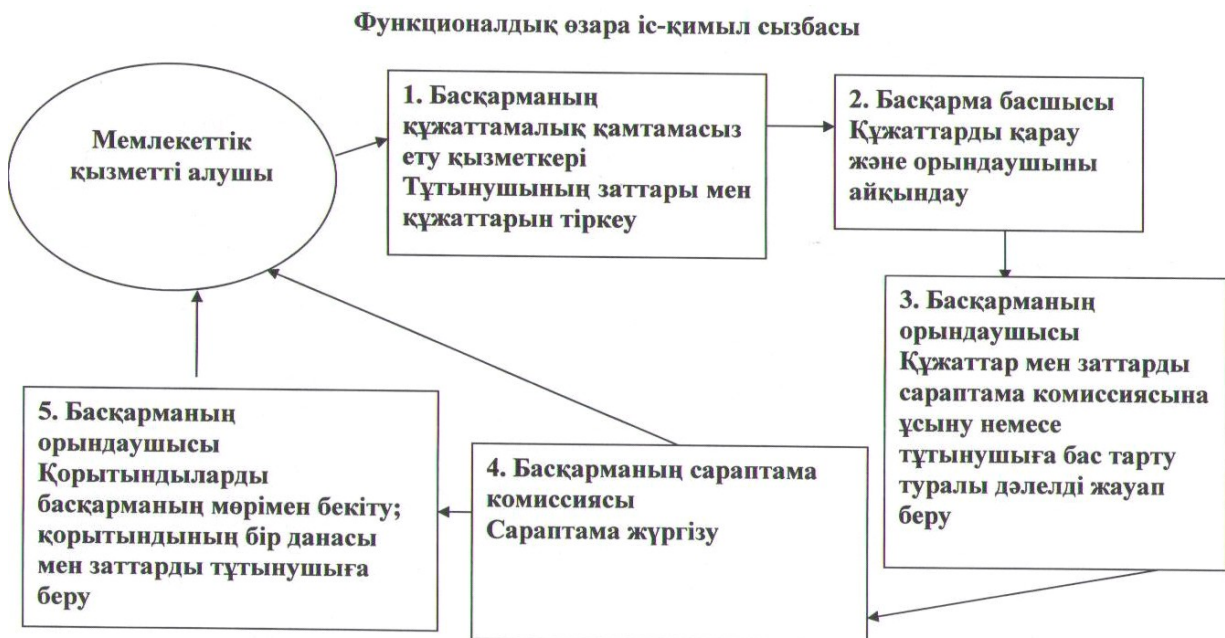 Функционалдық өзара іс-қимыл сызбасы
Мемлекеттік
қызметті алушы
1. Басқарманың
құжаттамалық қамтамасыз
ету қызметкері
Тұтынушының заттары мен
құжаттарын тіркеу
2. Басқарма басшысы
Құжаттарды қарау
және орындаушыны
айқындау
3. Басқарманың
орындаушысы
Құжаттар мен заттарды
сараптама комиссиясына
ұсыну немесе
тұтынушыға бас тарту
туралы дәлелді жауап
беру
4. Басқарманың сараптама
комиссиясы
Сараптама жүргізу
5. Басқарманың
орындаушысы
Қорытындыларды
басқарманың мөрімен бекіту;
қорытындының бір данасы
мен заттарды тұтынушыға
беру